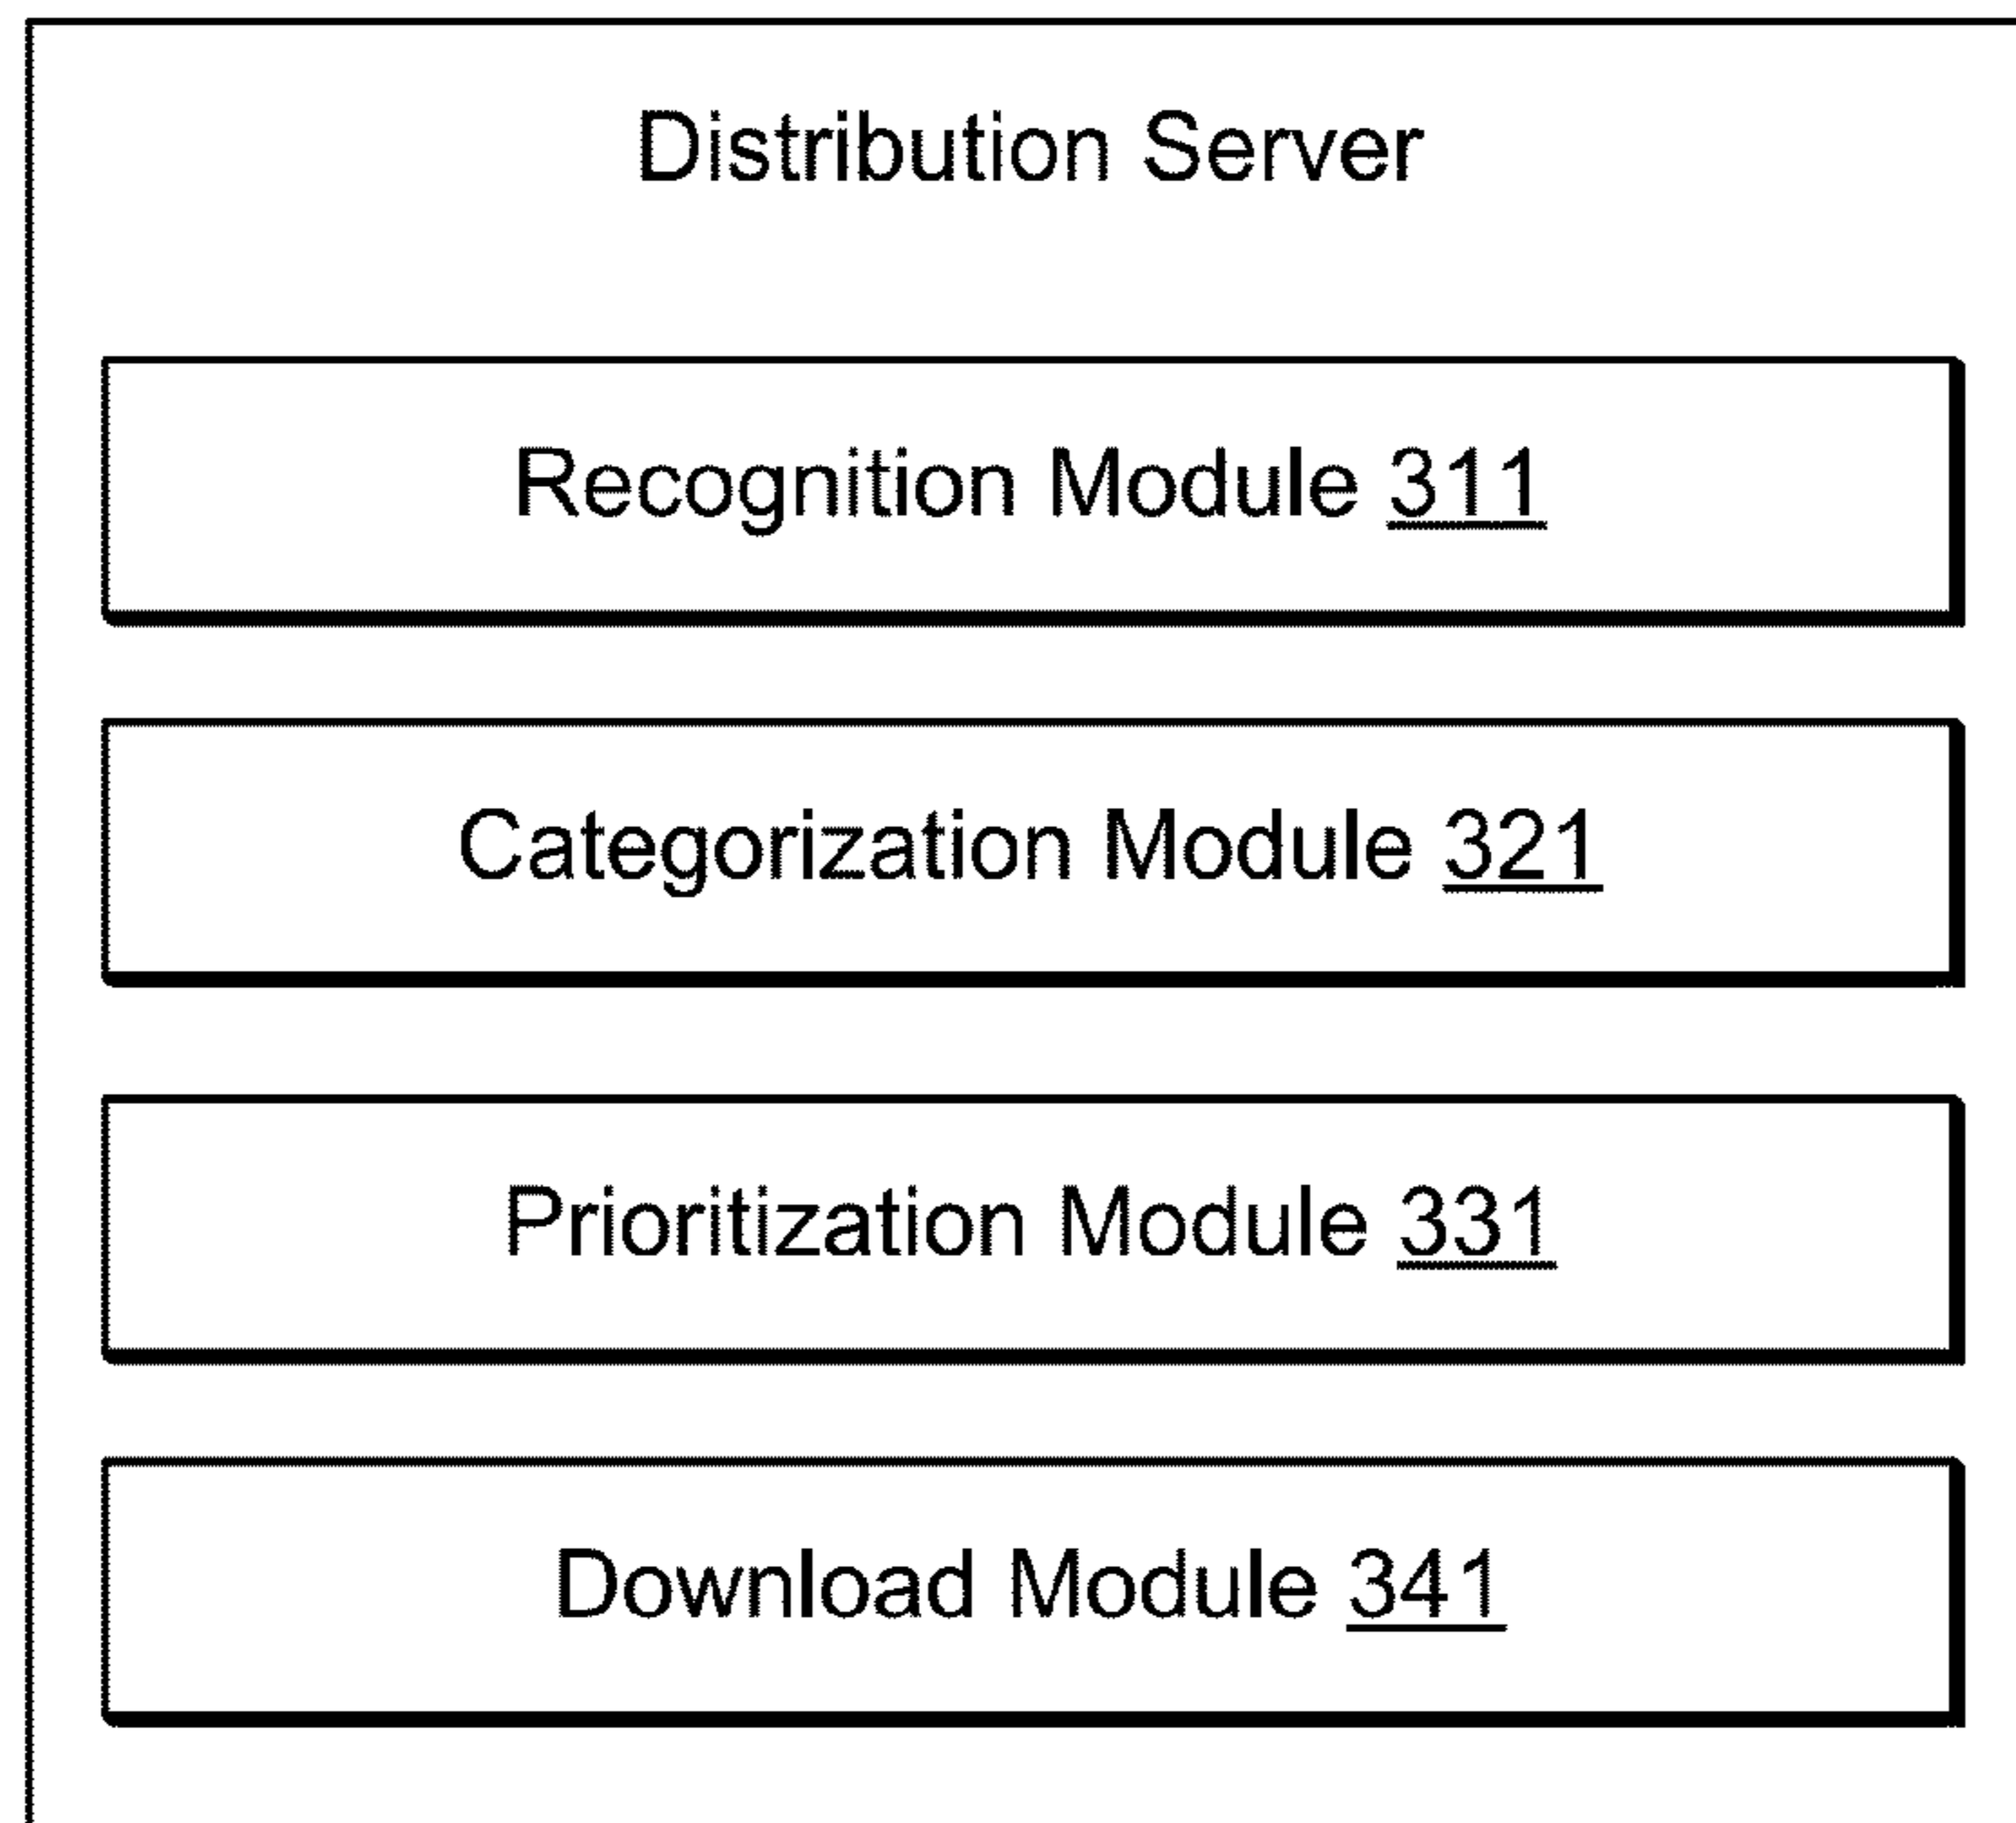 Distribution Server
Recognition Module 311
Categorization Module 321
Prioritization Module 331
Download Module 341